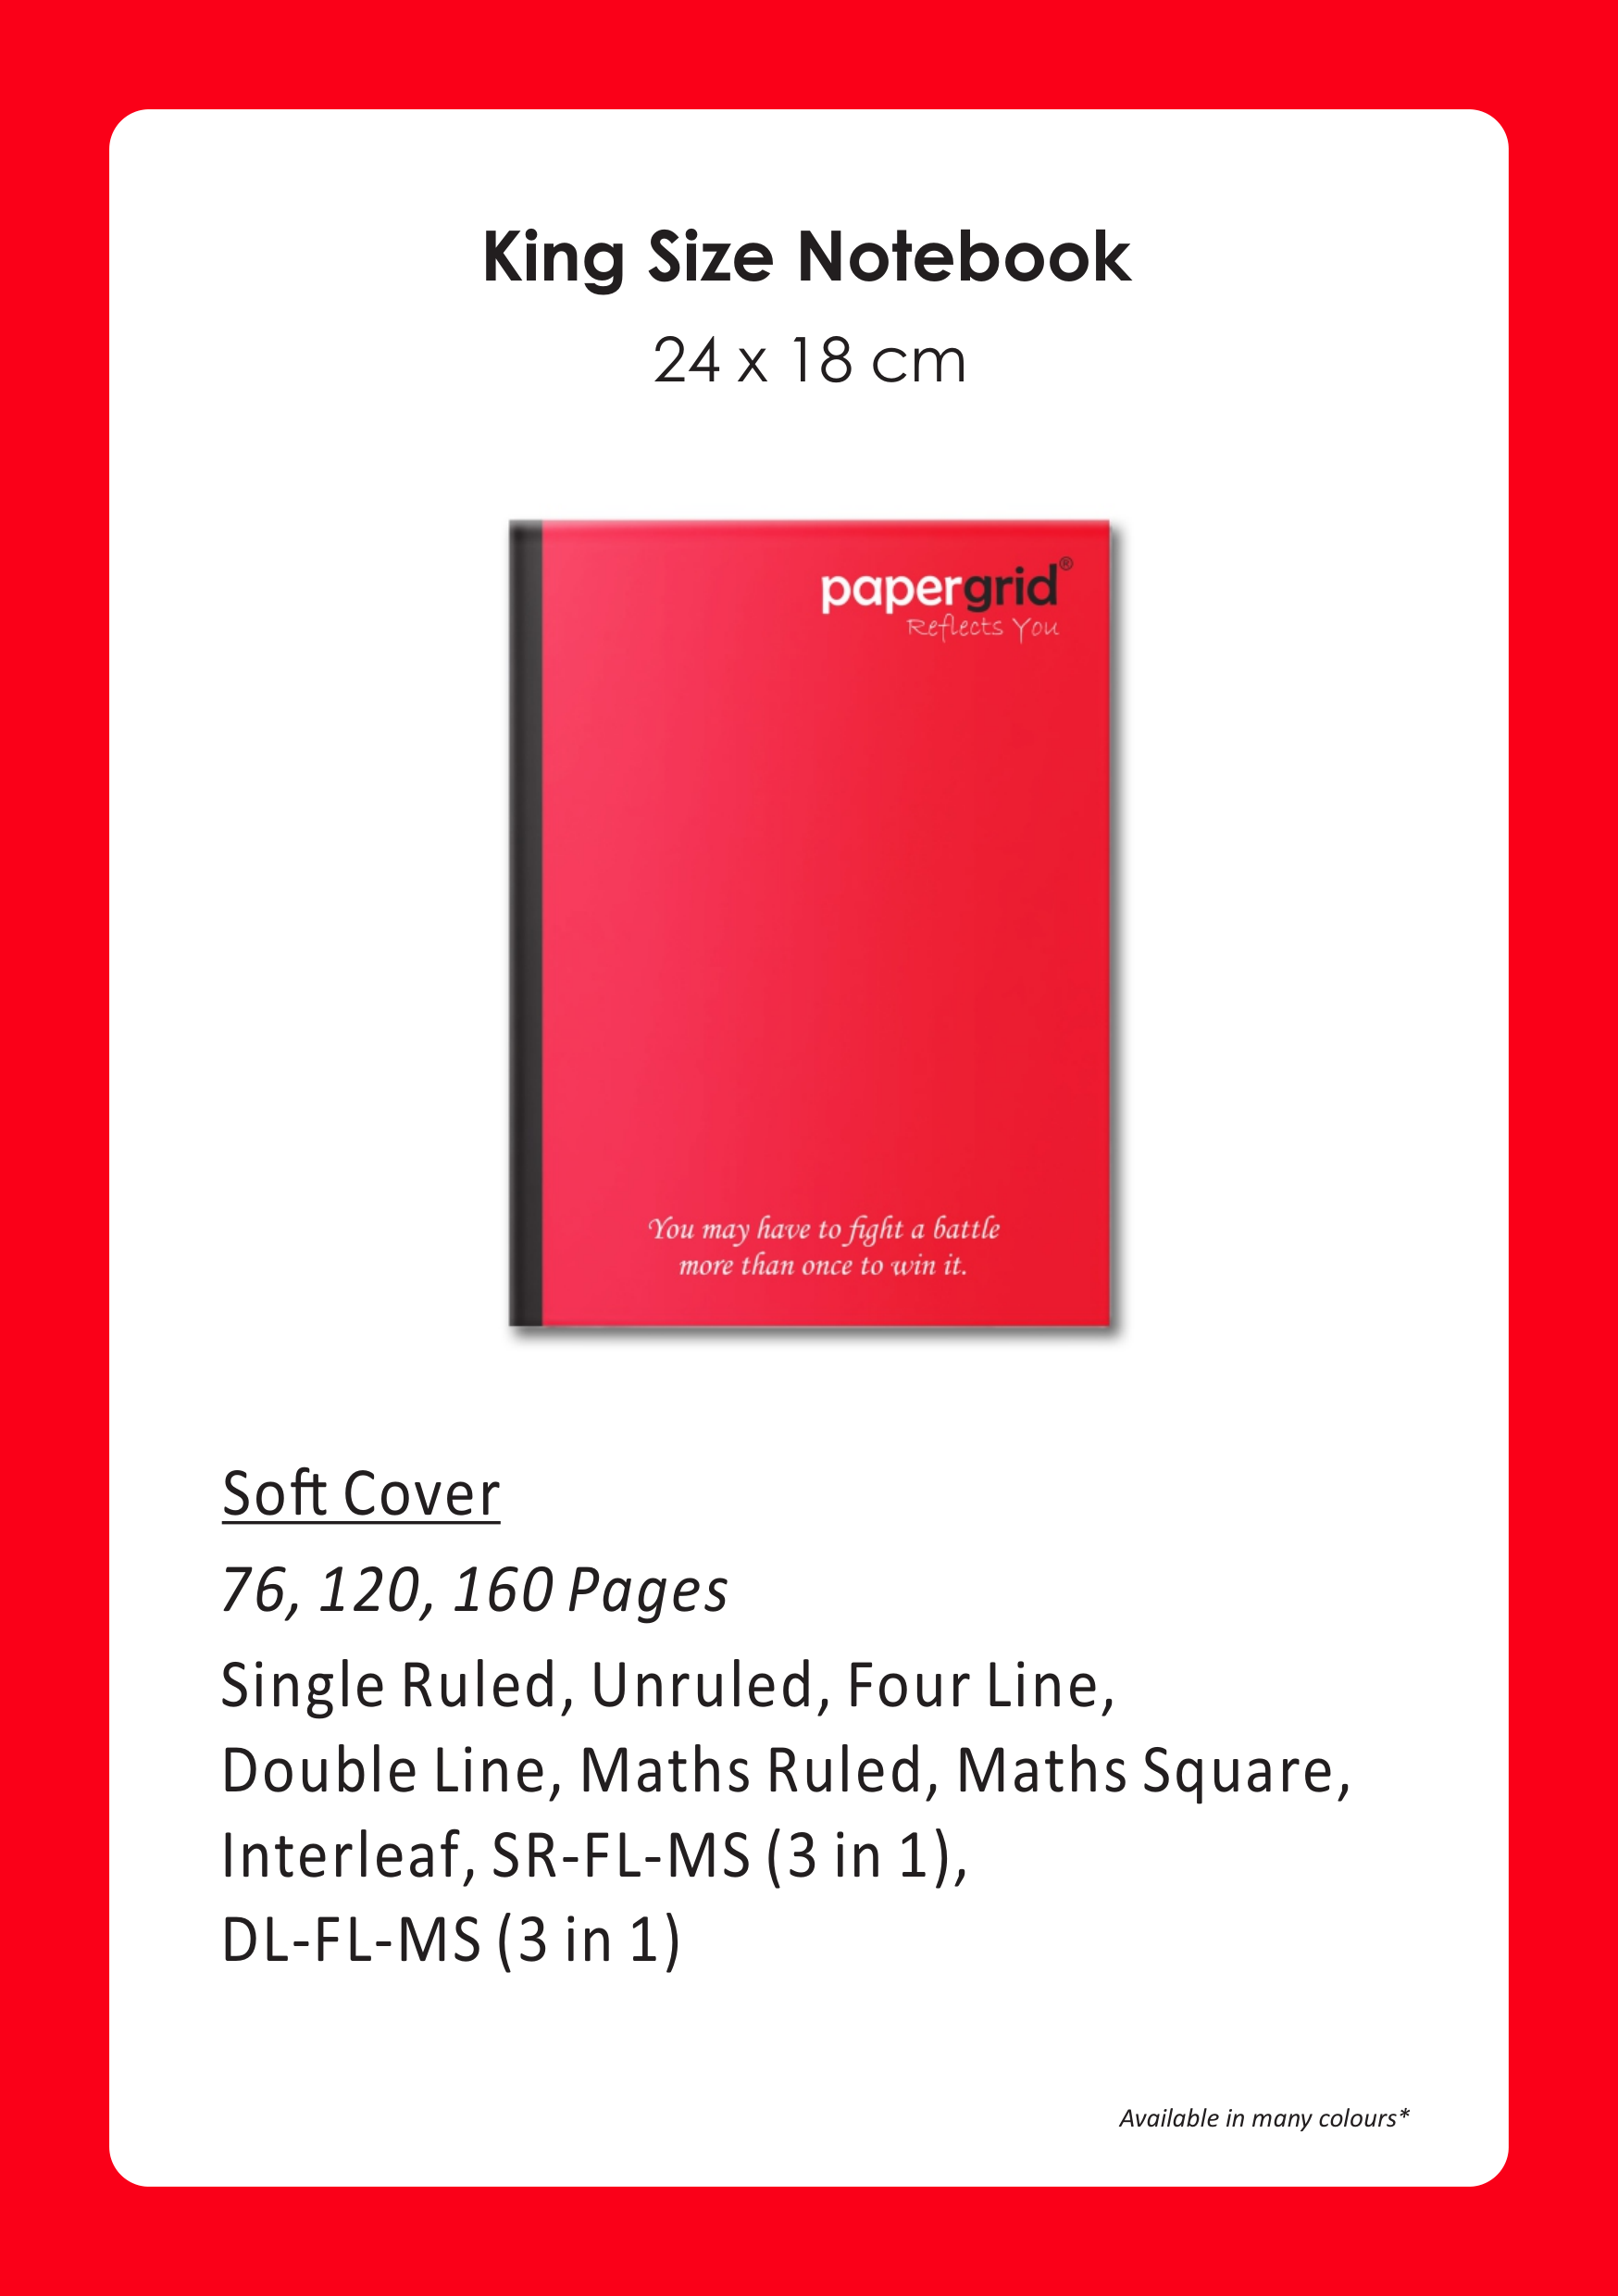 King Size Notebook
24 x 18 cm
papergrid®
Reflects You
You may have to fight a battle
more than once to win it.
Soft Cover
76, 120, 160 Pages
Single Ruled, Unruled, Four Line,
Double Line, Maths Ruled, Maths Square,
Interleaf, SR-FL-MS (3 in 1),
DL-FL-MS (3 in 1)
Available in many colours*